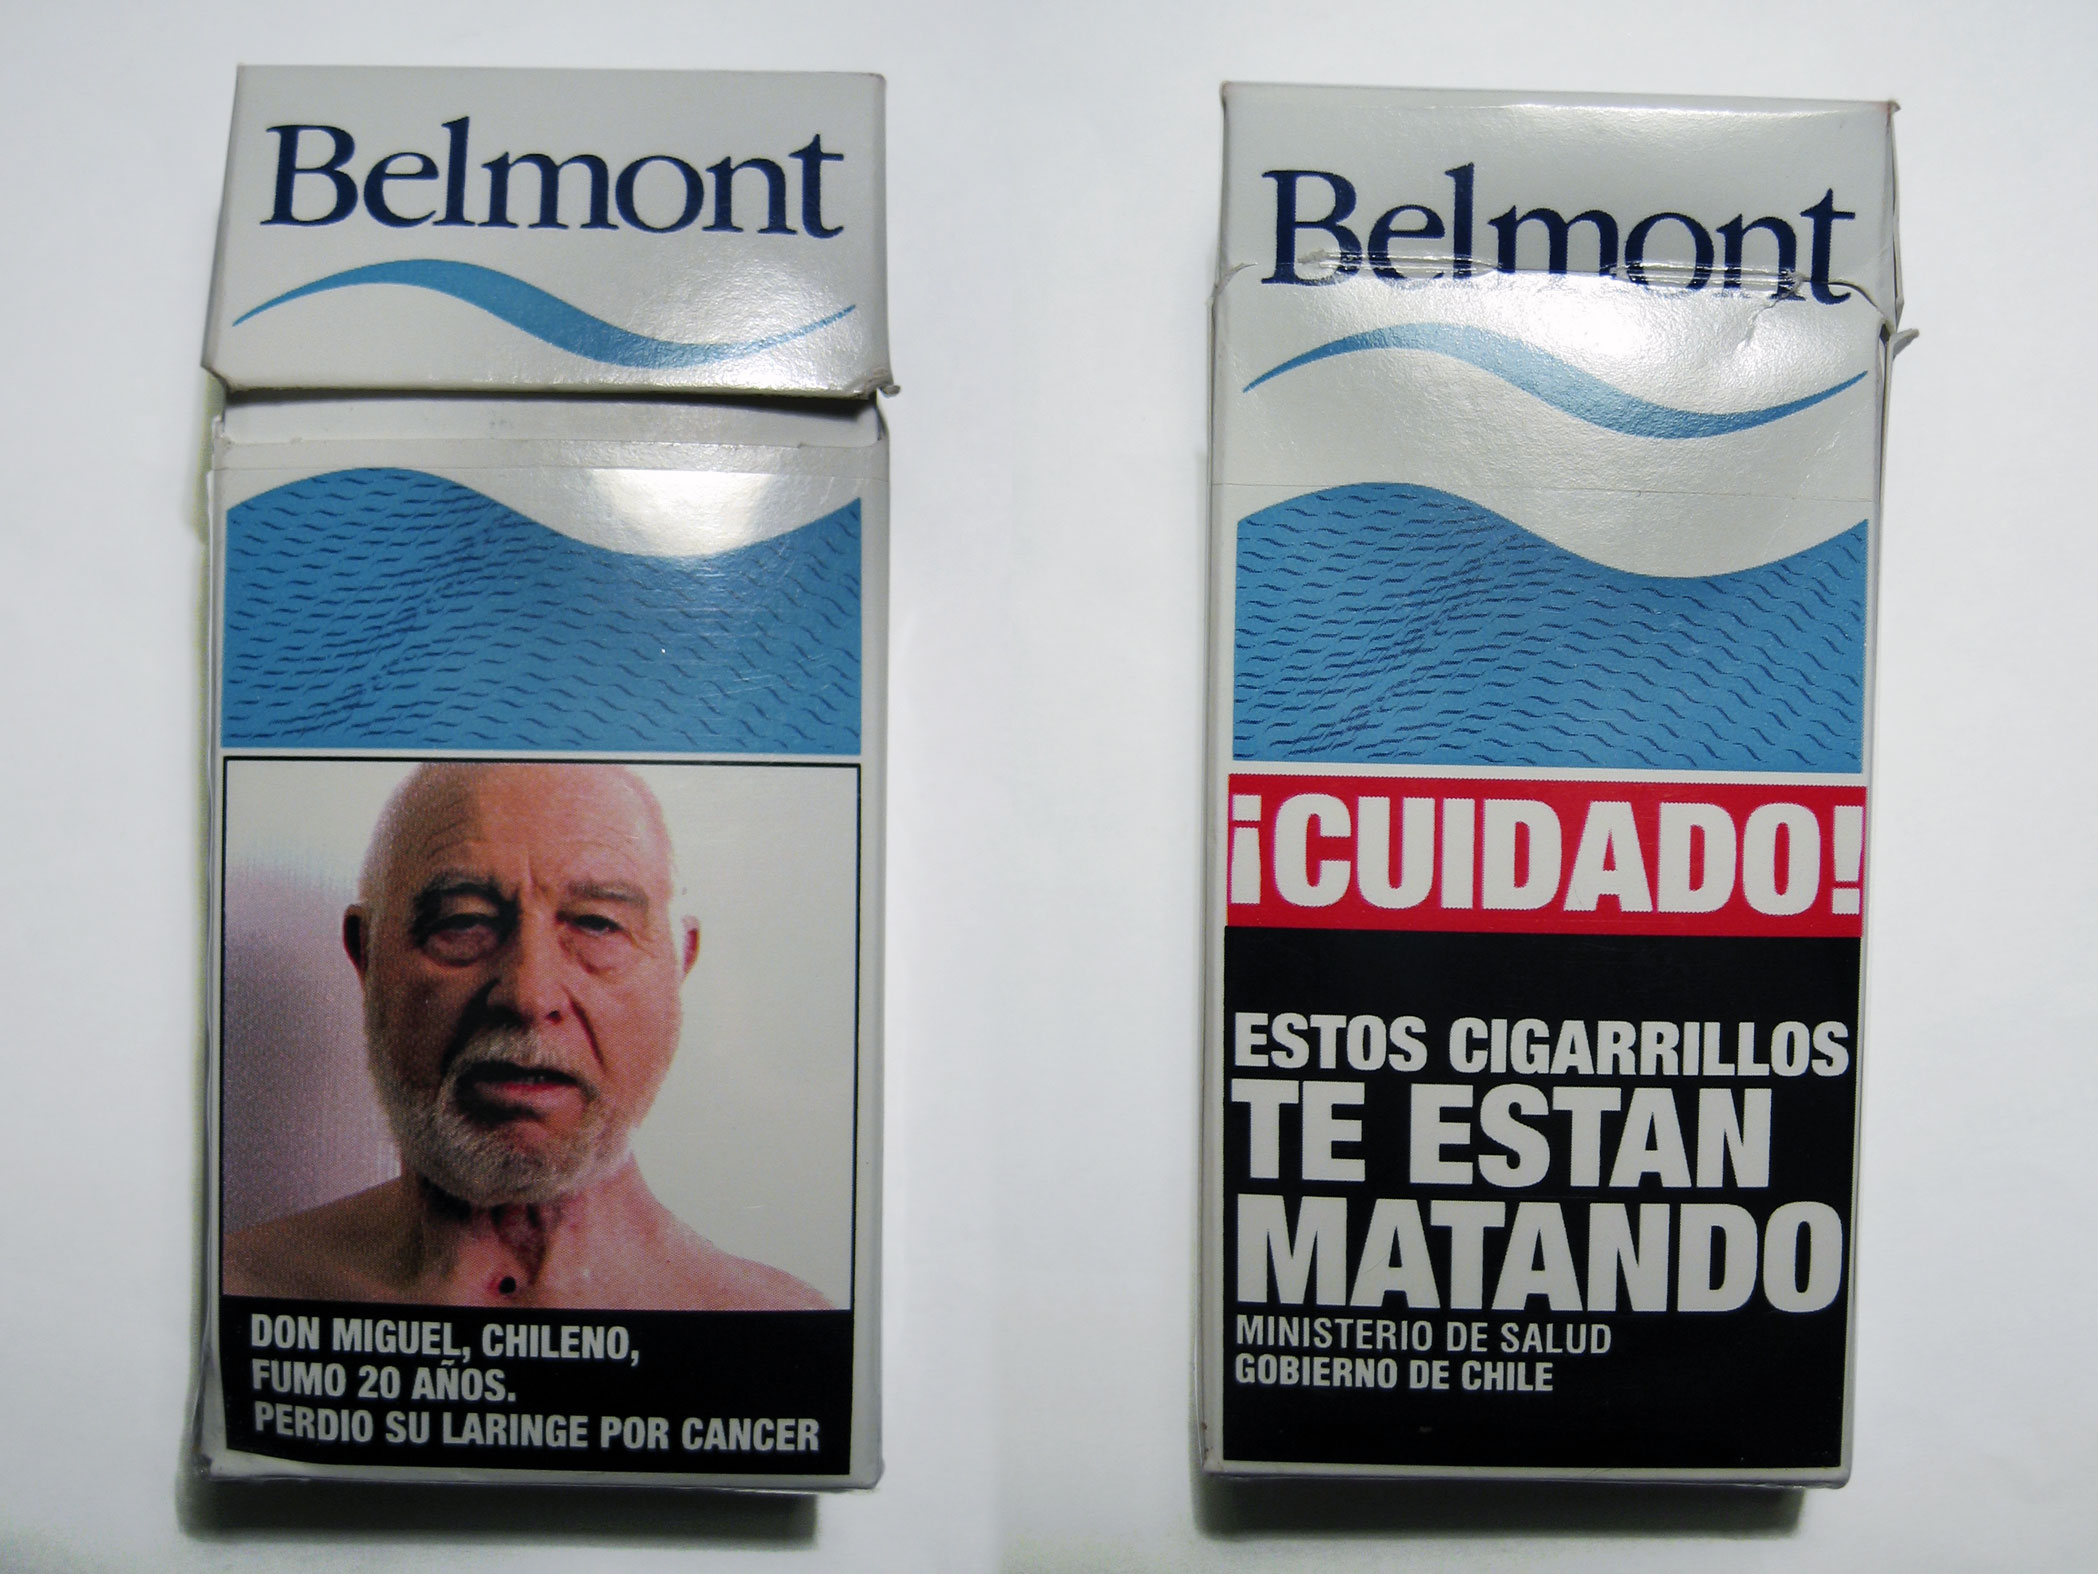 Belmont
DON MIGUEL, CHILENO,
FUMO 20 AÑOS.
PERDIO SU LARINGE POR CANCER
Belmont
¡CUIDADO!
ESTOS CIGARRILLOS
TE ESTAN
MATANDO
MINISTERIO DE SALUD
GOBIERNO DE CHILE